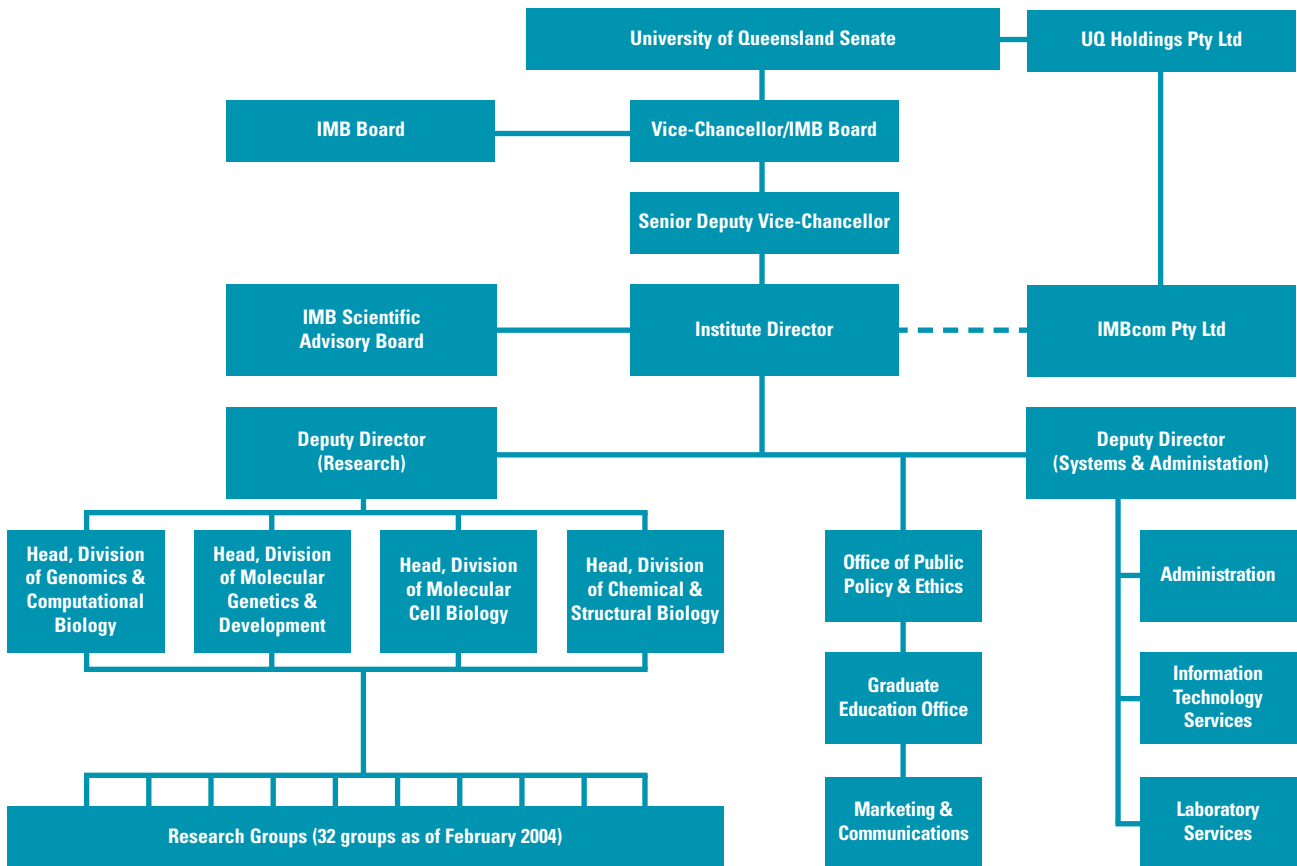 University of Queensland Senate
UQ Holdings Pty Ltd
IMB Board
Vice-Chancellor/IMB Board
Senior Deputy Vice-Chancellor
IMB Scientific
Advisory Board
Institute Director
IMBcom Pty Ltd
Deputy Director
(Research)
Deputy Director
(Systems & Administation)
Head, Division
of Genomics &
Computational
Biology
Head, Division
of Molecular
Genetics &
Development
Head, Division
of Molecular
Cell Biology
Head, Division
of Chemical &
Structural Biology
Office of Public
Policy & Ethics
Administration
Graduate
Education Office
Information
Technology
Services
Research Groups (32 groups as of February 2004)
Marketing &
Communications
Laboratory
Services